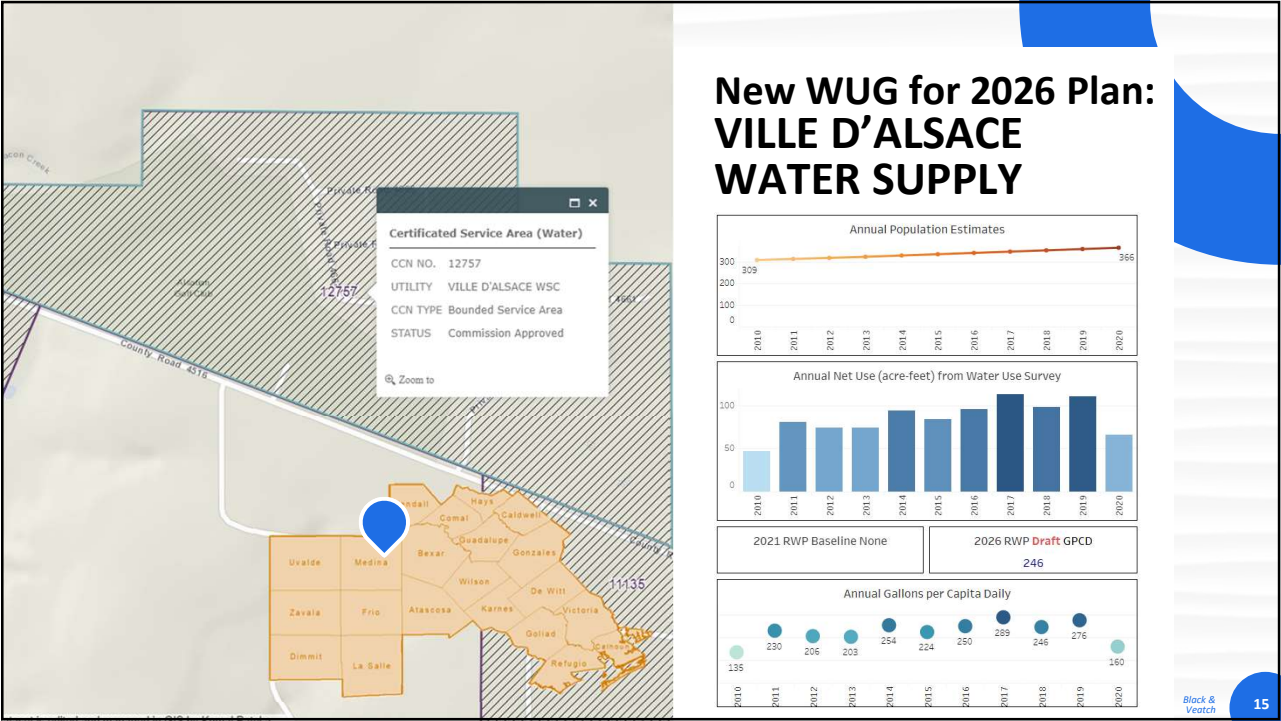 New WUG for 2026 Plan:
VILLE D'ALSACE
WATER SUPPLY
Private Road
Certificated Service Area (Water)
CCN NO. 12757
UTILITY VILLE D'ALSACE WSC
CCN TYPE Bounded Service Area
STATUS Commission Approved
Zoom to
12757
4661
Golf Club
County Road 4516
County
11135
Hays
Comal
Caldwell
Guadalupe
Uvalde
Medina
Bexar
Gonzales
Wilson
De Witt
Zavala
Frio
Atascosa
Karnes
Victoria
Goliad
Calhoun
Dimmit
La Salle
Refugio
Annual Population Estimates
300
200
100
0
309
366
2010 2011 2012 2013 2014 2015 2016 2017 2018 2019 2020
Annual Net Use (acre-feet) from Water Use Survey
100
50
0
2010 2011 2012 2013 2014 2015 2016 2017 2018 2019 2020
2021 RWP Baseline None
2026 RWP Draft GPCD
246
Annual Gallons per Capita Daily
135 230 206 203 254 224 250 289 246 276 160
2010 2011 2012 2013 2014 2015 2016 2017 2018 2019 2020
Black &
Veatch
15